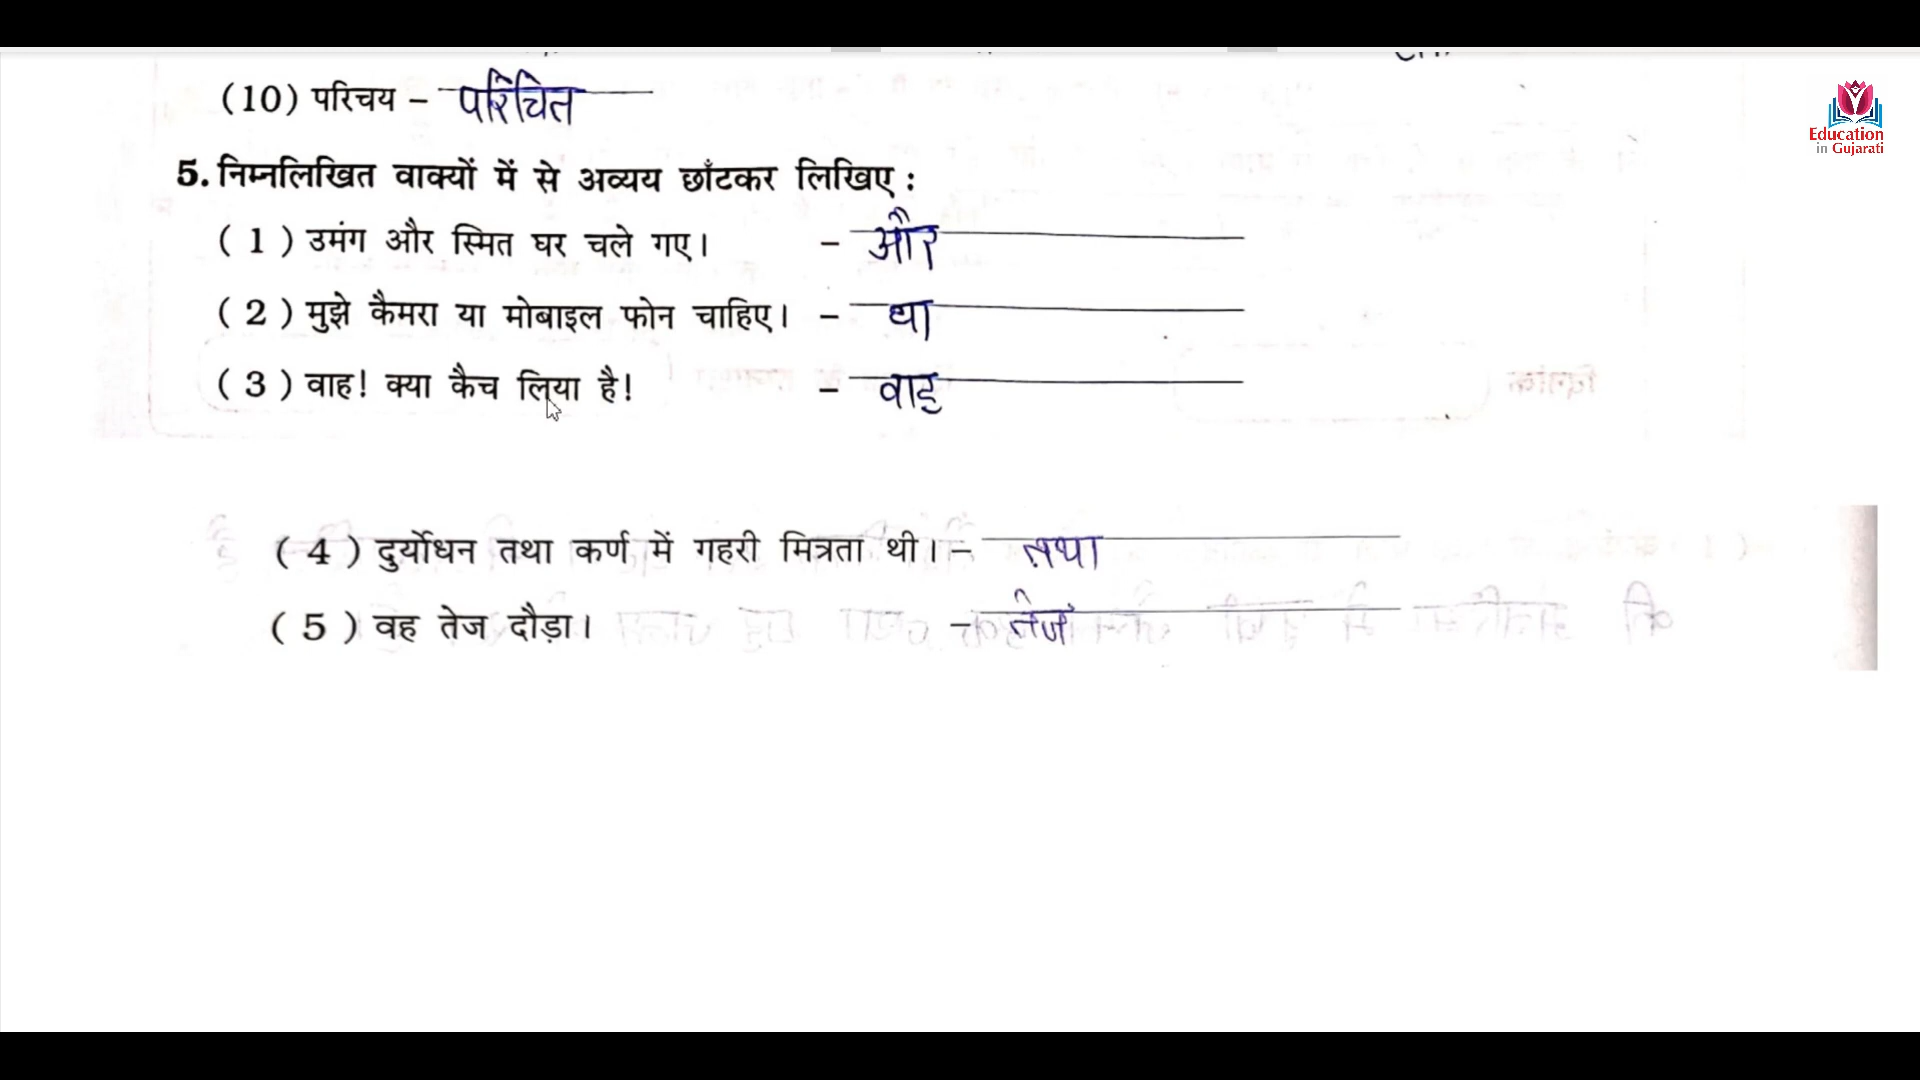 (10) परिचय – परिचित
Education
in Gujarati
5. निम्नलिखित वाक्यों में से अव्यय छाँटकर लिखिए :
( 1 ) उमंग और स्मित घर चले गए। – और
( 2 ) मुझे कैमरा या मोबाइल फोन चाहिए। – या
( 3 ) वाह! क्या कैच लिया है! – वाह
( 4 ) दुर्योधन तथा कर्ण में गहरी मित्रता थी। – तथा
( 5 ) वह तेज दौड़ा। – तेज